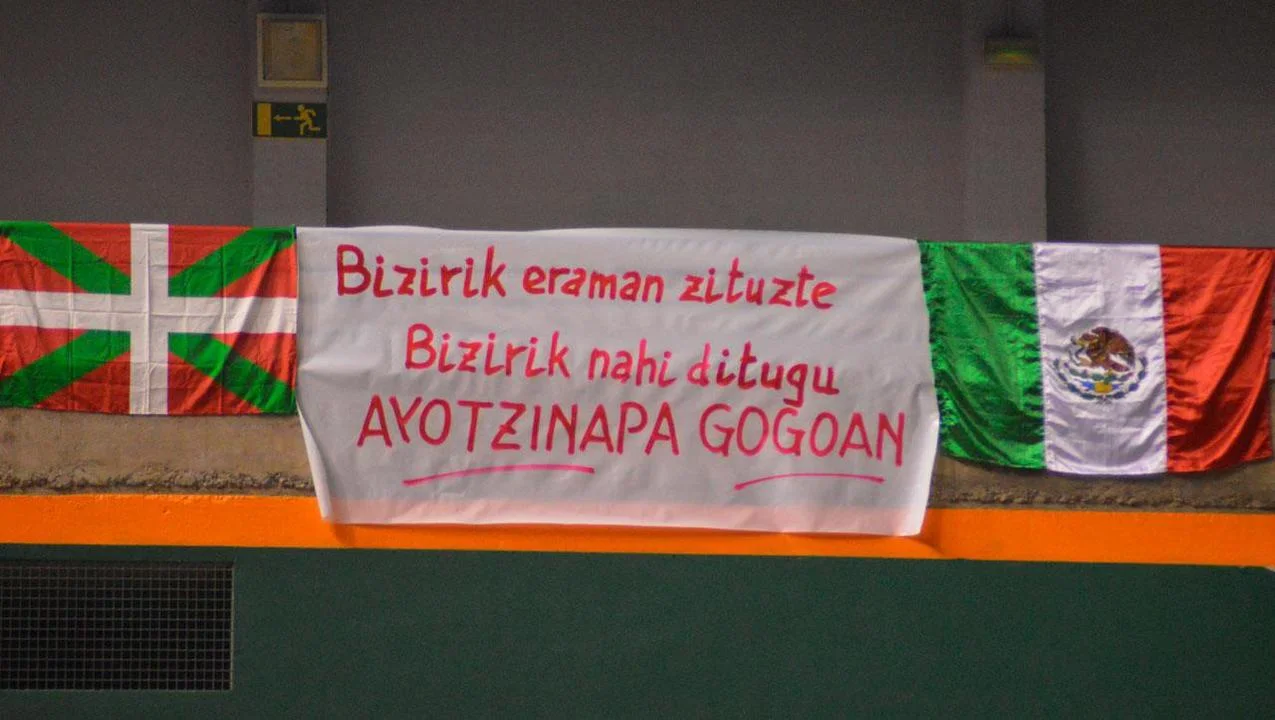 Bizirik eraman zituzte
Bizirik nahi ditugu
AYOTZINAPA GOGOAN